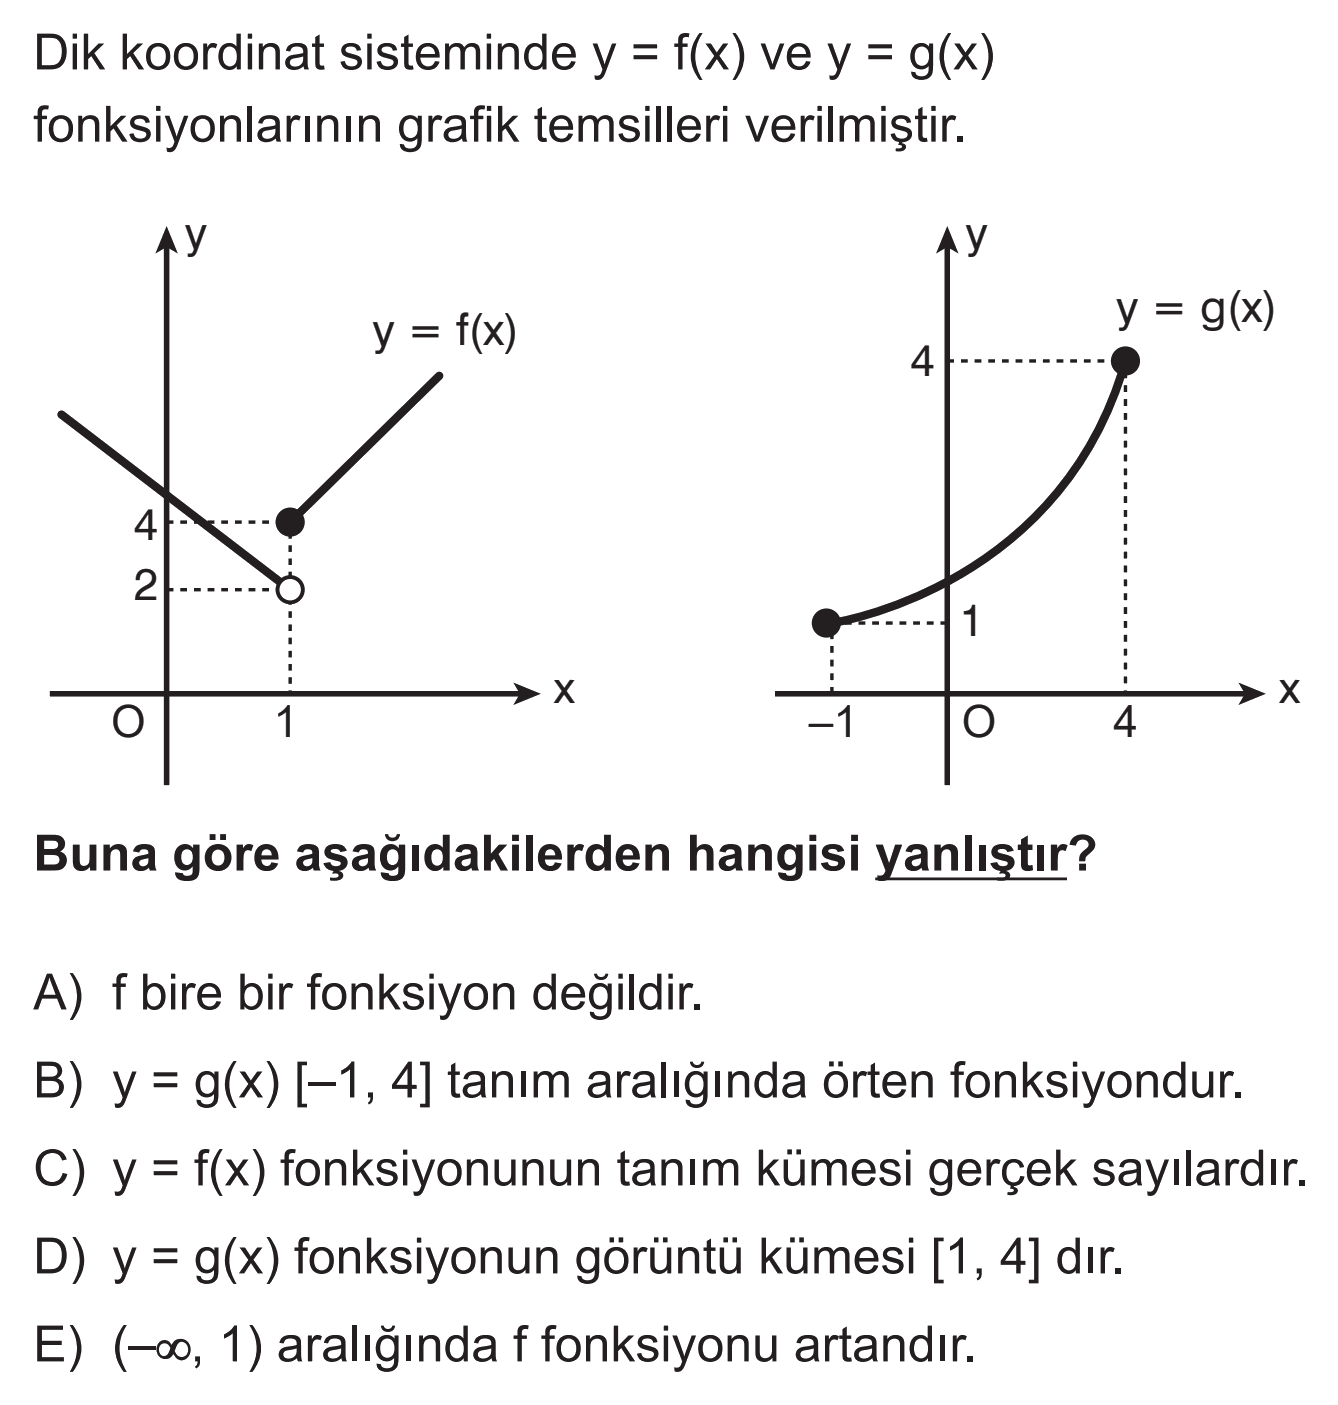 Dik koordinat sisteminde y = f(x) ve y = g(x)
fonksiyonlarının grafik temsilleri verilmiştir.
y
y = f(x)
4
2
x
O
1
y
y = g(x)
4
1
x
–1
O
4
Buna göre aşağıdakilerden hangisi yanlıştır?
A) f bire bir fonksiyon değildir.
B) y = g(x) [–1, 4] tanım aralığında örten fonksiyondur.
C) y = f(x) fonksiyonunun tanım kümesi gerçek sayılardır.
D) y = g(x) fonksiyonun görüntü kümesi [1, 4] dır.
E) (–∞, 1) aralığında f fonksiyonu artandır.